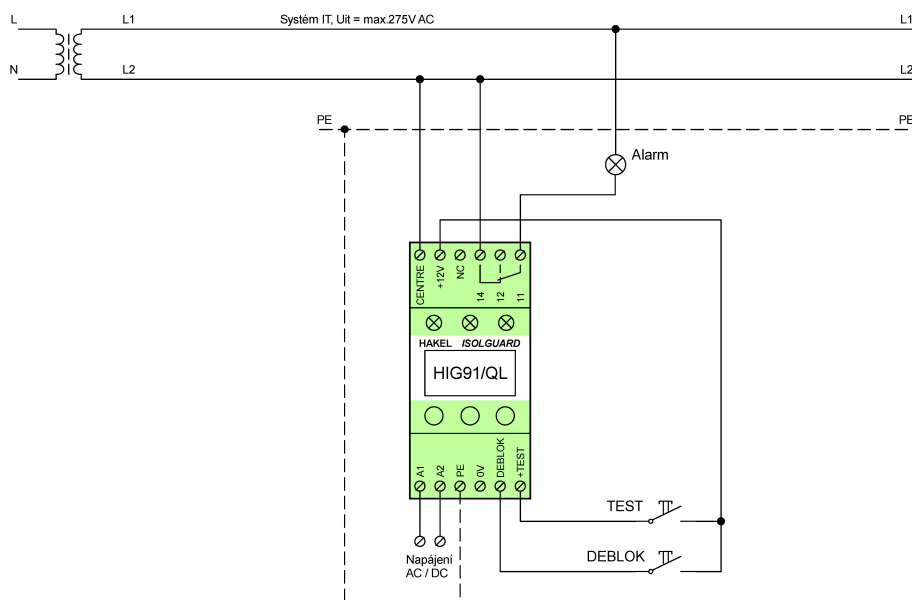 L L1 Systém IT, Uit = max.275V AC L1
N L2 L2
PE PE
Alarm
CENTRE +12V NC 14 12 11
HAKEL ISOLGUARD
HIG91/QL
A1 A2 PE 0V DEBLOK +TEST
TEST
DEBLOK
Napájení
AC / DC